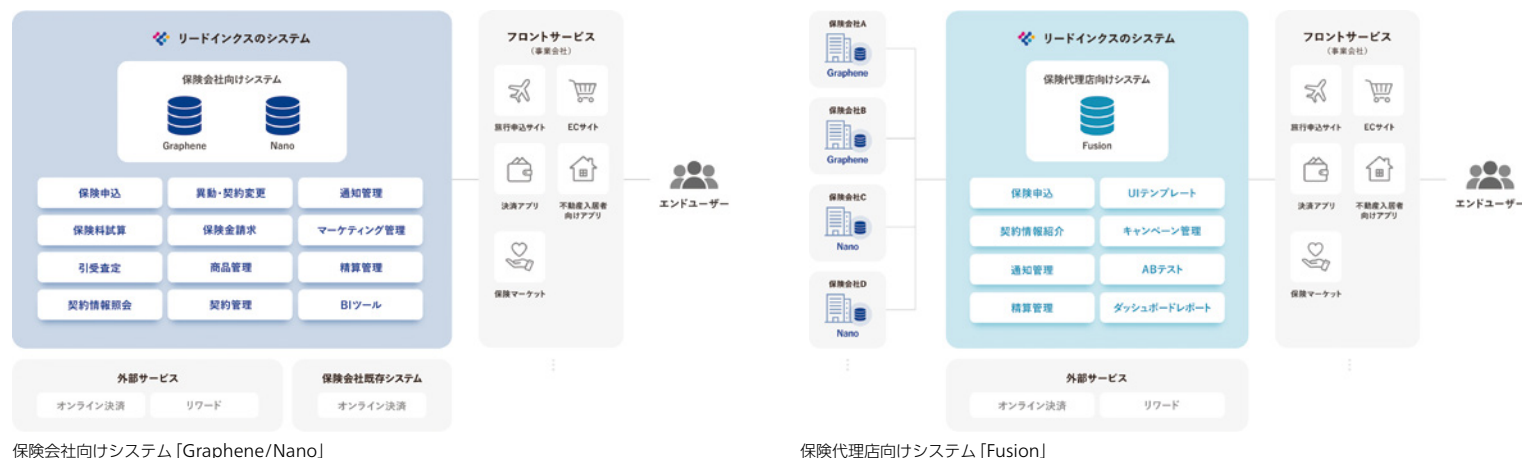 リードインクスのシステム
保険会社向けシステム
Graphene
Nano
保険申込
異動・契約変更
通知管理
保険料試算
保険金請求
マーケティング管理
引受査定
商品管理
精算管理
契約情報照会
契約管理
BIツール
外部サービス
オンライン決済
リワード
保険会社既存システム
オンライン決済
フロントサービス
（事業会社）
旅行申込サイト
ECサイト
決済アプリ
不動産入居者
向けアプリ
保険マーケット
エンドユーザー
保険会社向けシステム「Graphene/Nano」
保険会社A
Graphene
保険会社B
Graphene
保険会社C
Nano
保険会社D
Nano
リードインクスのシステム
保険代理店向けシステム
Fusion
保険申込
UIテンプレート
契約情報紹介
キャンペーン管理
通知管理
ABテスト
精算管理
ダッシュボードレポート
外部サービス
オンライン決済
リワード
フロントサービス
（事業会社）
旅行申込サイト
ECサイト
決済アプリ
不動産入居者
向けアプリ
保険マーケット
エンドユーザー
保険代理店向けシステム「Fusion」